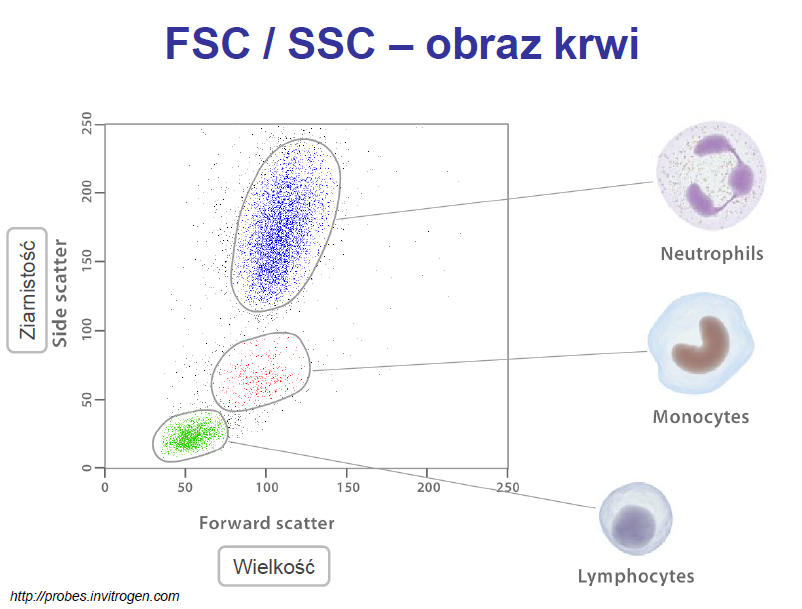 FSC / SSC – obraz krwi
250
200
150
100
50
0
Ziarnistość
Side scatter
0
50
100
150
200
250
Forward scatter
Wielkość
Neutrophils
Monocytes
Lymphocytes
http://probes.invitrogen.com